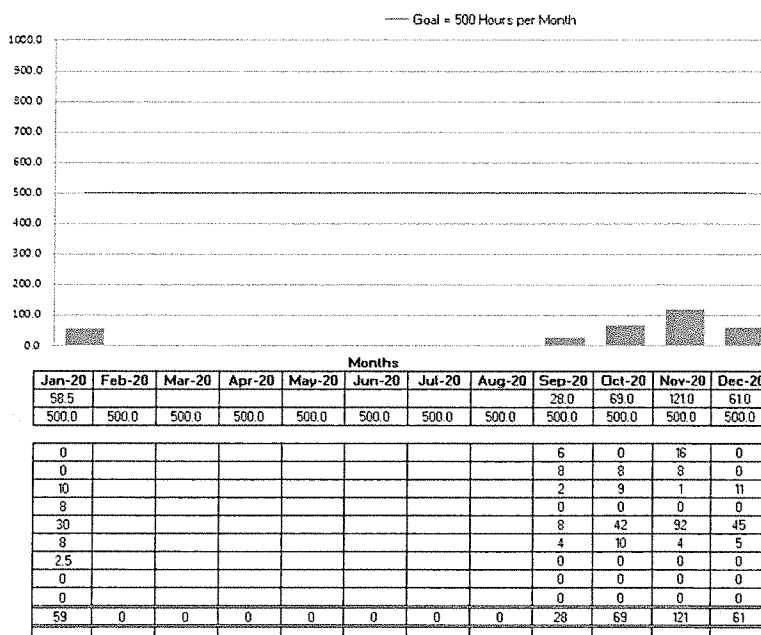 Goal = 500 Hours per Month
1000.0
900.0
800.0
700.0
600.0
500.0
400.0
300.0
200.0
100.0
0.0
Months
Jan-20 Feb-20 Mar-20 Apr-20 May-20 Jun-20 Jul-20 Aug-20 Sep-20 Oct-20 Nov-20 Dec-20
58.5 28.0 69.0 121.0 61.0
500.0 500.0 500.0 500.0 500.0 500.0 500.0 500.0 500.0 500.0 500.0 500.0
0 6 0 16 0
0 8 8 8 0
10 2 9 1 11
8 0 0 0 0
30 8 42 92 45
8 4 10 4 5
2.5 0 0 0 0
0 0 0 0 0
0 0 0 0 0
59 0 0 0 0 0 0 0 28 69 121 61